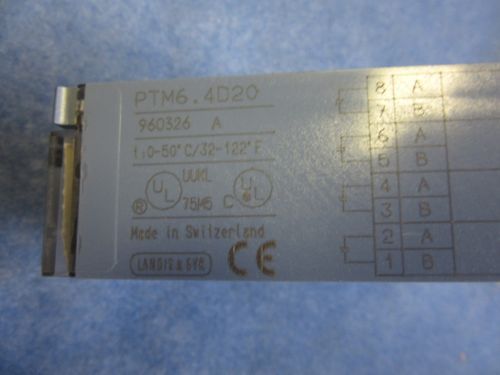 PTM6.4D20
960326 A
t:0-50°C/32-122°F
UL UUKL 75M5 C UL
®
Made in Switzerland
LANDIS & GYR CE
8 A
7 B
6 A
5 B
4 A
3 B
2 A
1 B